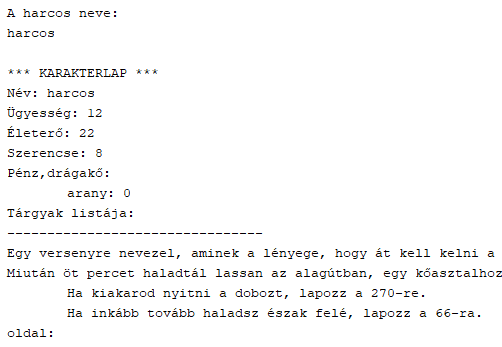 A harcos neve:
harcos
*** KARAKTERLAP ***
Név: harcos
Ügyesség: 12
Életerő: 22
Szerencse: 8
Pénz,drágakő:
arany: 0
Tárgyak listája:
--------------------------------
Egy versenyre nevezel, aminek a lényege, hogy át kell kelni a
Miután öt percet haladtál lassan az alagútban, egy kőasztalhoz
Ha kiakarod nyitni a dobozt, lapozz a 270-re.
Ha inkább tovább haladsz észak felé, lapozz a 66-ra.
oldal: